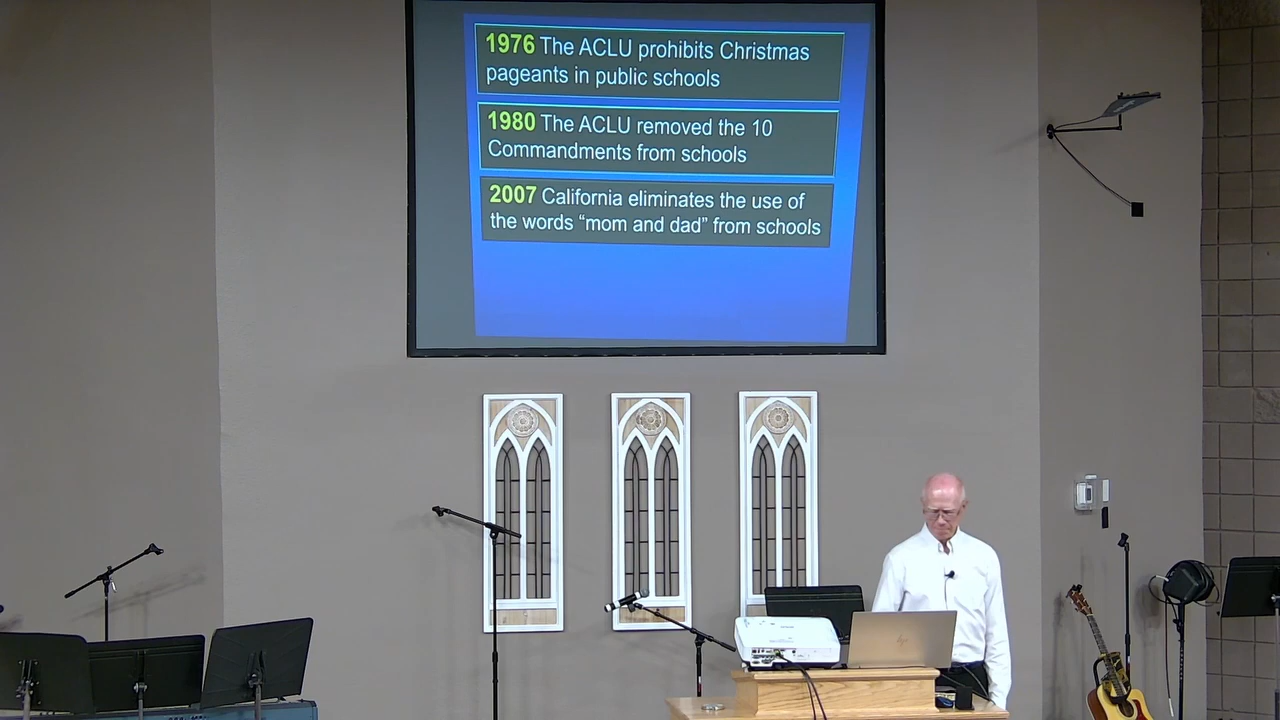 1976 The ACLU prohibits Christmas
pageants in public schools
1980 The ACLU removed the 10
Commandments from schools
2007 California eliminates the use of
the words “mom and dad” from schools